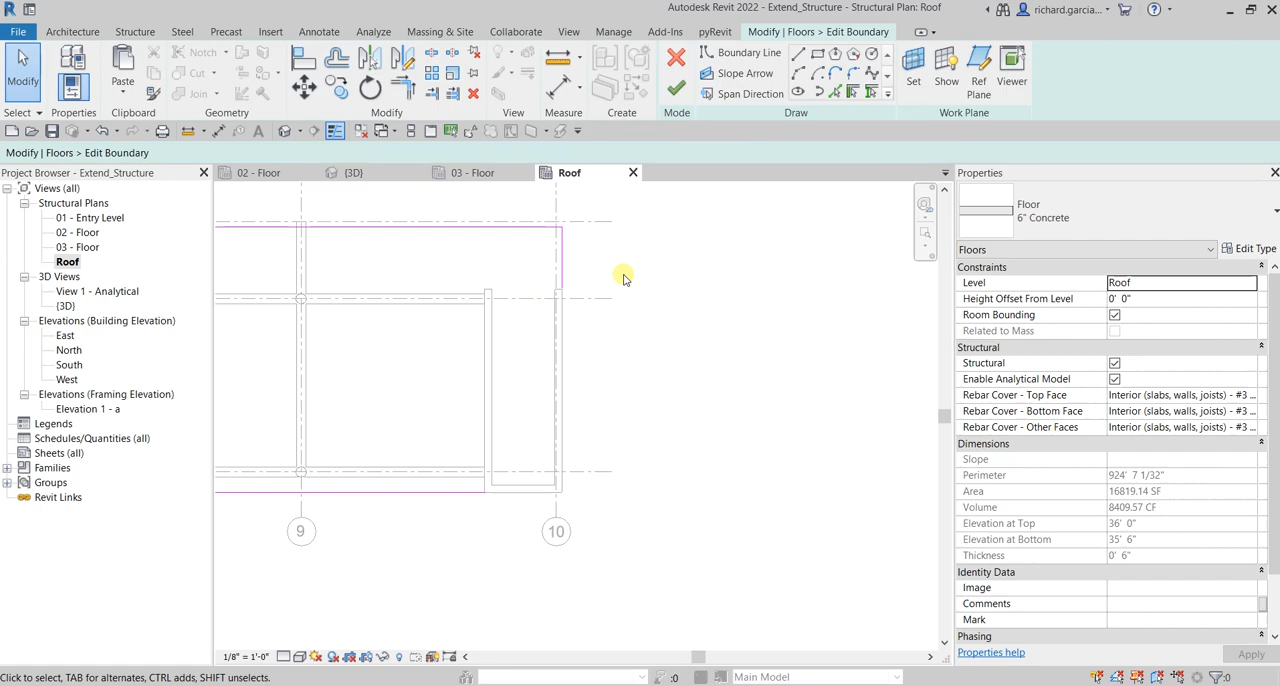 Autodesk Revit 2022 - Extend_Structure - Structural Plan: Roof
richard.garcia...
File Architecture Structure Steel Precast Insert Annotate Analyze Massing & Site Collaborate View Manage Add-Ins pyRevit Modify | Floors > Edit Boundary
Modify
Paste
Notch
Cut
Join
Boundary Line
Slope Arrow
Span Direction
Set
Show
Ref
Plane
Viewer
Select Properties Clipboard Geometry Modify View Measure Create Mode Draw Work Plane
Modify | Floors > Edit Boundary
Project Browser - Extend_Structure
02 - Floor
{3D}
03 - Floor
Roof
Properties
Views (all)
Structural Plans
01 - Entry Level
02 - Floor
03 - Floor
Roof
3D Views
View 1 - Analytical
{3D}
Elevations (Building Elevation)
East
North
South
West
Elevations (Framing Elevation)
Elevation 1 - a
Legends
Schedules/Quantities (all)
Sheets (all)
Families
Groups
Revit Links
9
10
Floor
6" Concrete
Floors
Edit Type
Constraints
Level Roof
Height Offset From Level 0' 0"
Room Bounding
Related to Mass
Structural
Structural
Enable Analytical Model
Rebar Cover - Top Face Interior (slabs, walls, joists) - #3 ...
Rebar Cover - Bottom Face Interior (slabs, walls, joists) - #3 ...
Rebar Cover - Other Faces Interior (slabs, walls, joists) - #3 ...
Dimensions
Slope
Perimeter 924' 7 1/32"
Area 16819.14 SF
Volume 8409.57 CF
Elevation at Top 36' 0"
Elevation at Bottom 35' 6"
Thickness 0' 6"
Identity Data
Image
Comments
Mark
Phasing
Properties help
Apply
1/8" = 1'-0"
Click to select, TAB for alternates, CTRL adds, SHIFT unselects.
:0
Main Model
:0